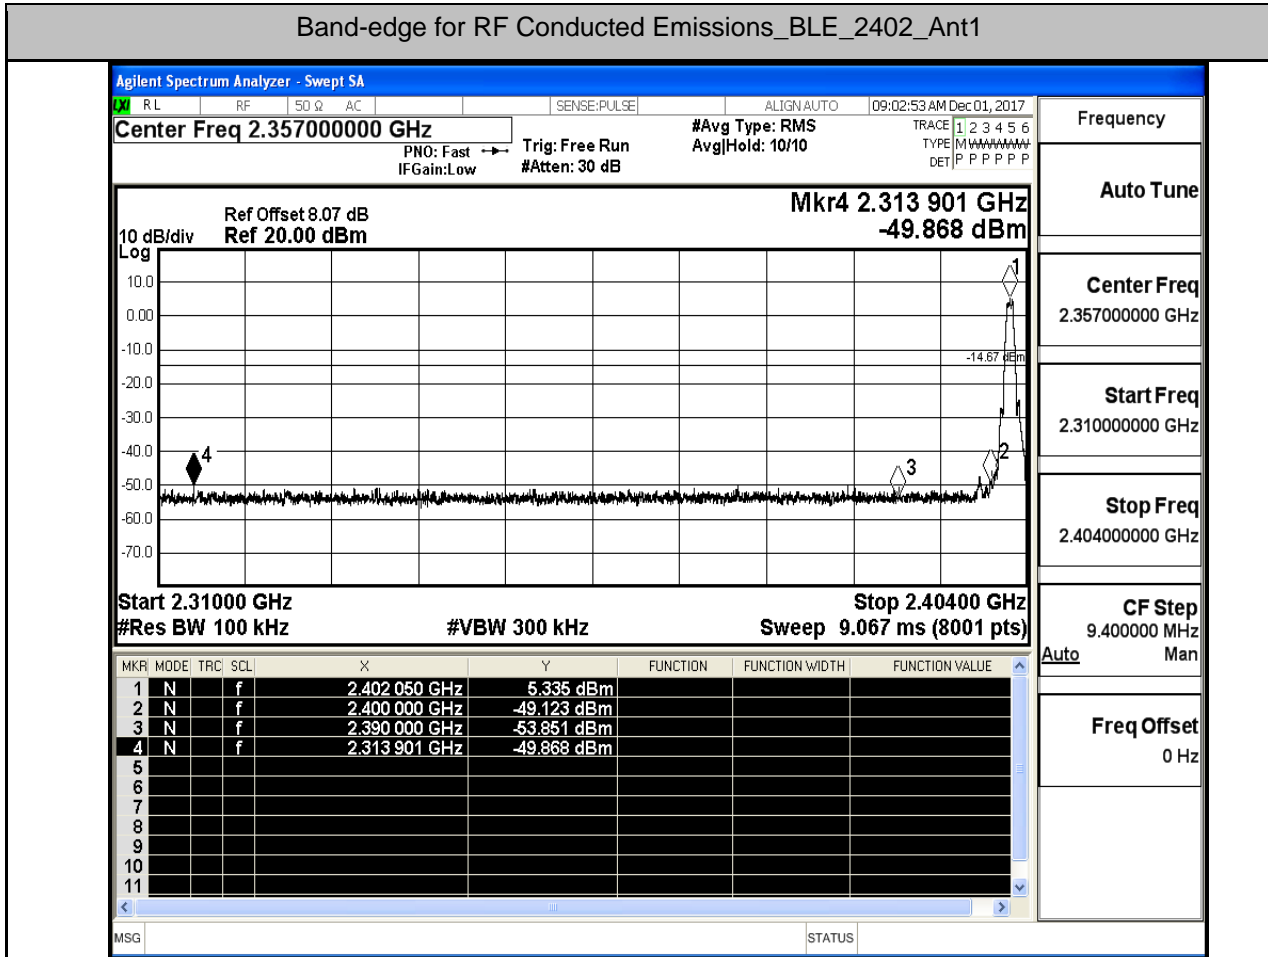 Band-edge for RF Conducted Emissions_BLE_2402_Ant1
Agilent Spectrum Analyzer - Swept SA
LXI RL RF 50 Ω AC SENSE:PULSE ALIGN AUTO 09:02:53 AM Dec 01, 2017
Center Freq 2.357000000 GHz
PNO: Fast
IFGain:Low
Trig: Free Run
#Atten: 30 dB
#Avg Type: RMS
Avg|Hold: 10/10
TRACE 1 2 3 4 5 6
TYPE M
DET P P P P P P
Mkr4 2.313 901 GHz
-49.868 dBm
Ref Offset 8.07 dB
10 dB/div Ref 20.00 dBm
Log
10.0
0.00
-10.0
-20.0
-30.0
-40.0
-50.0
-60.0
-70.0
1
-14.67 dBm
2
3
4
Start 2.31000 GHz Stop 2.40400 GHz
#Res BW 100 kHz #VBW 300 kHz Sweep 9.067 ms (8001 pts)
MKR MODE TRC SCL X Y FUNCTION FUNCTION WIDTH FUNCTION VALUE
1 N f 2.402 050 GHz 5.335 dBm
2 N f 2.400 000 GHz -49.123 dBm
3 N f 2.390 000 GHz -53.851 dBm
4 N f 2.313 901 GHz -49.868 dBm
5
6
7
8
9
10
11
MSG STATUS
Frequency
Auto Tune
Center Freq
2.357000000 GHz
Start Freq
2.310000000 GHz
Stop Freq
2.404000000 GHz
CF Step
9.400000 MHz
Auto Man
Freq Offset
0 Hz